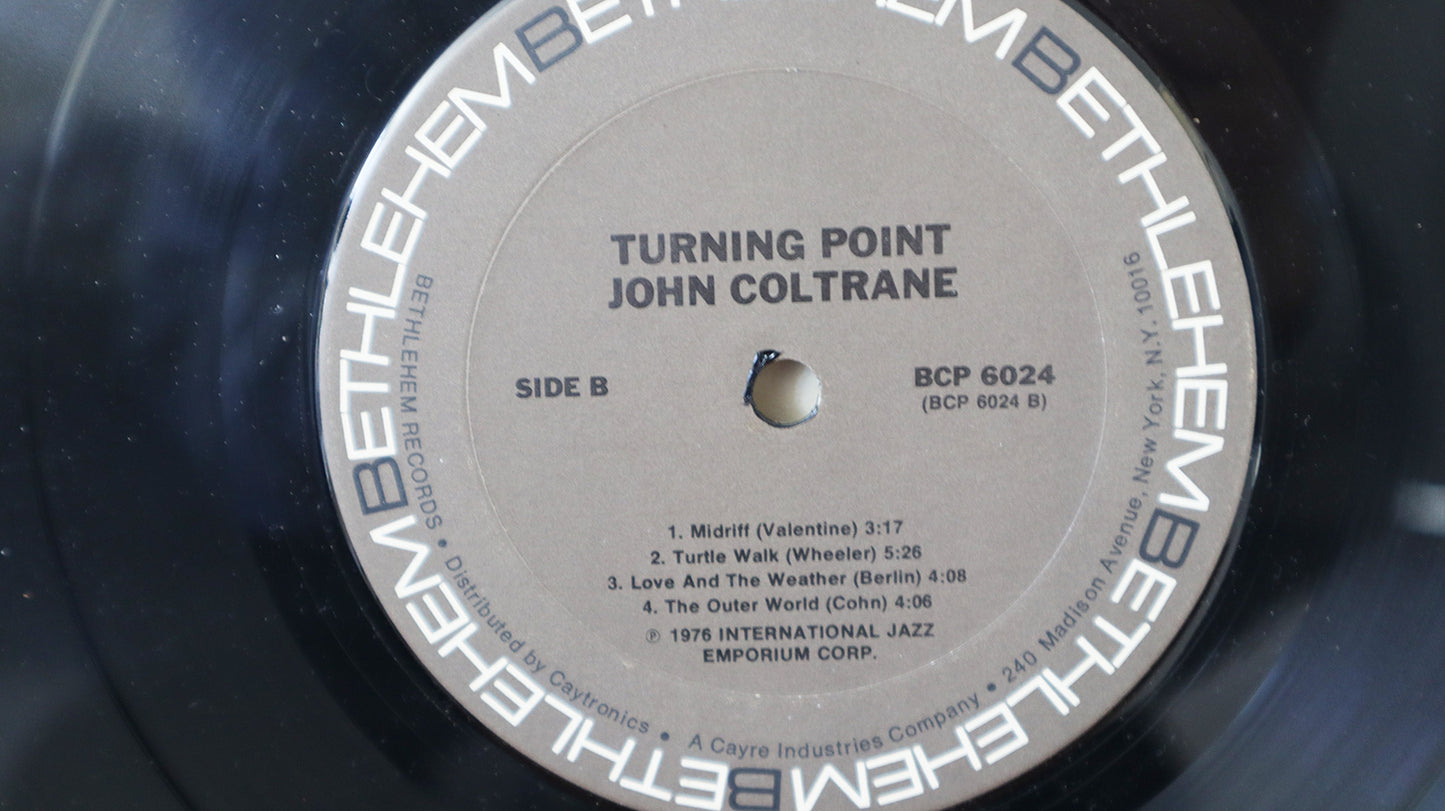 BETHLEHEM BETHLEHEM BETHLEHEM BETHLEHEM BETHLEHEM BETHLEHEM
TURNING POINT
JOHN COLTRANE
SIDE B
BCP 6024
(BCP 6024 B)
1. Midriff (Valentine) 3:17
2. Turtle Walk (Wheeler) 5:26
3. Love And The Weather (Berlin) 4:08
4. The Outer World (Cohn) 4:06
℗ 1976 INTERNATIONAL JAZZ
EMPORIUM CORP.
BETHLEHEM RECORDS • Distributed by Caytronics • A Cayre Industries Company • 240 Madison Avenue, New York, N.Y. 10016